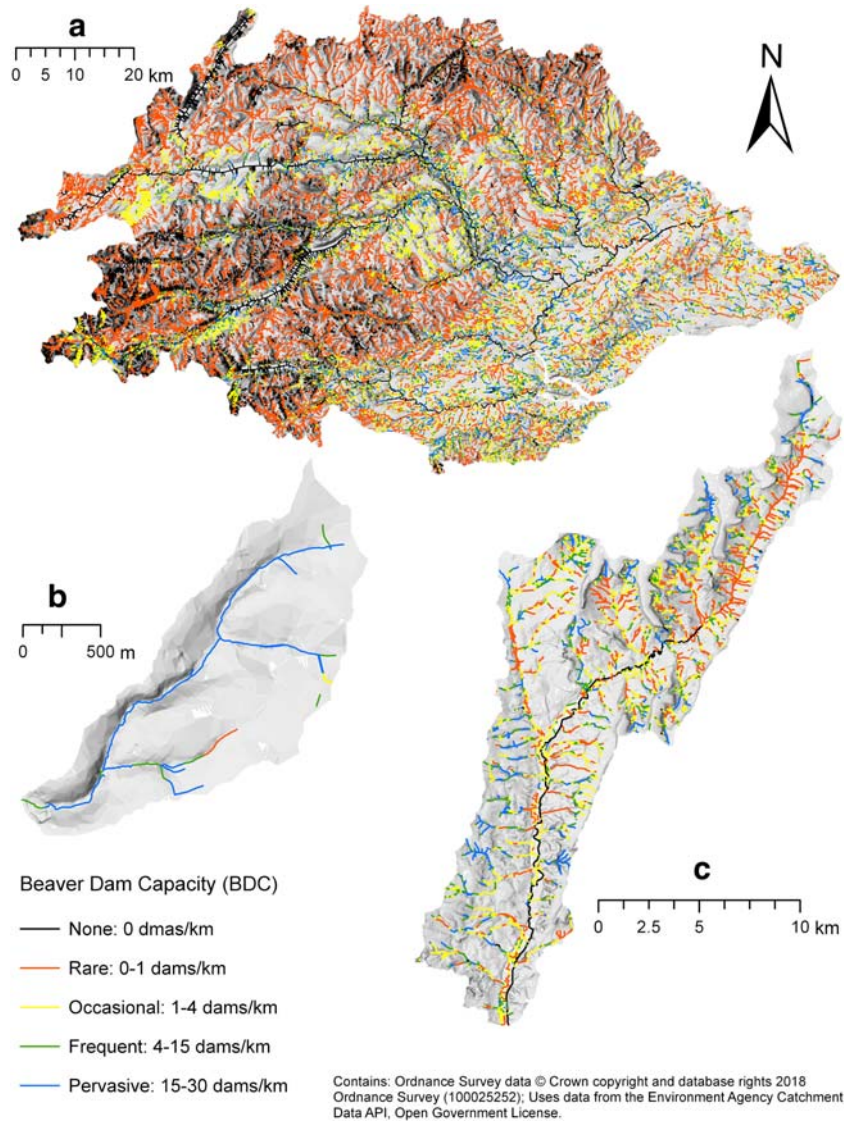 a
0 10 20 km
N
b
0 500 m
c
0 2.5 5 10 km
Beaver Dam Capacity (BDC)
None: 0 dmas/km
Rare: 0-1 dams/km
Occasional: 1-4 dams/km
Frequent: 4-15 dams/km
Pervasive: 15-30 dams/km
Contains: Ordnance Survey data © Crown copyright and database rights 2018
Ordnance Survey (100025252); Uses data from the Environment Agency Catchment
Data API, Open Government License.